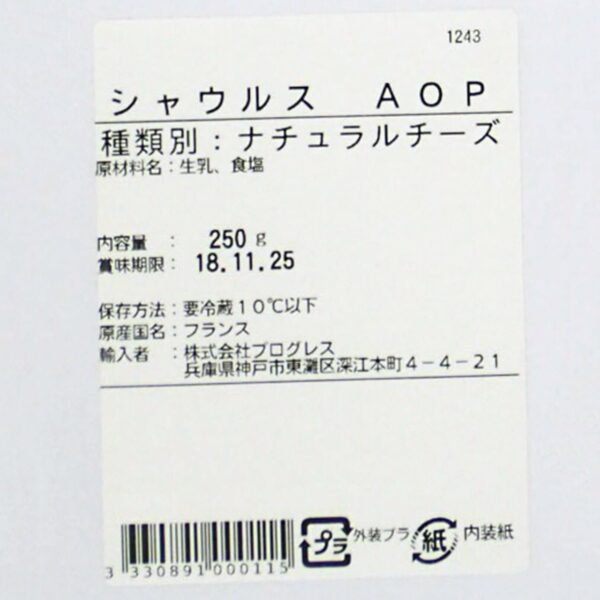 1243
シャウルス　AOP
種類別：ナチュラルチーズ
原材料名：生乳、食塩
内容量　：　250ｇ
賞味期限：　18.11.25
保存方法：要冷蔵１０℃以下
原産国名：フランス
輸入者　：株式会社プログレス
兵庫県神戸市東灘区深江本町４－４－２１
プラ 外装プラ 紙 内装紙
3 330891 000115